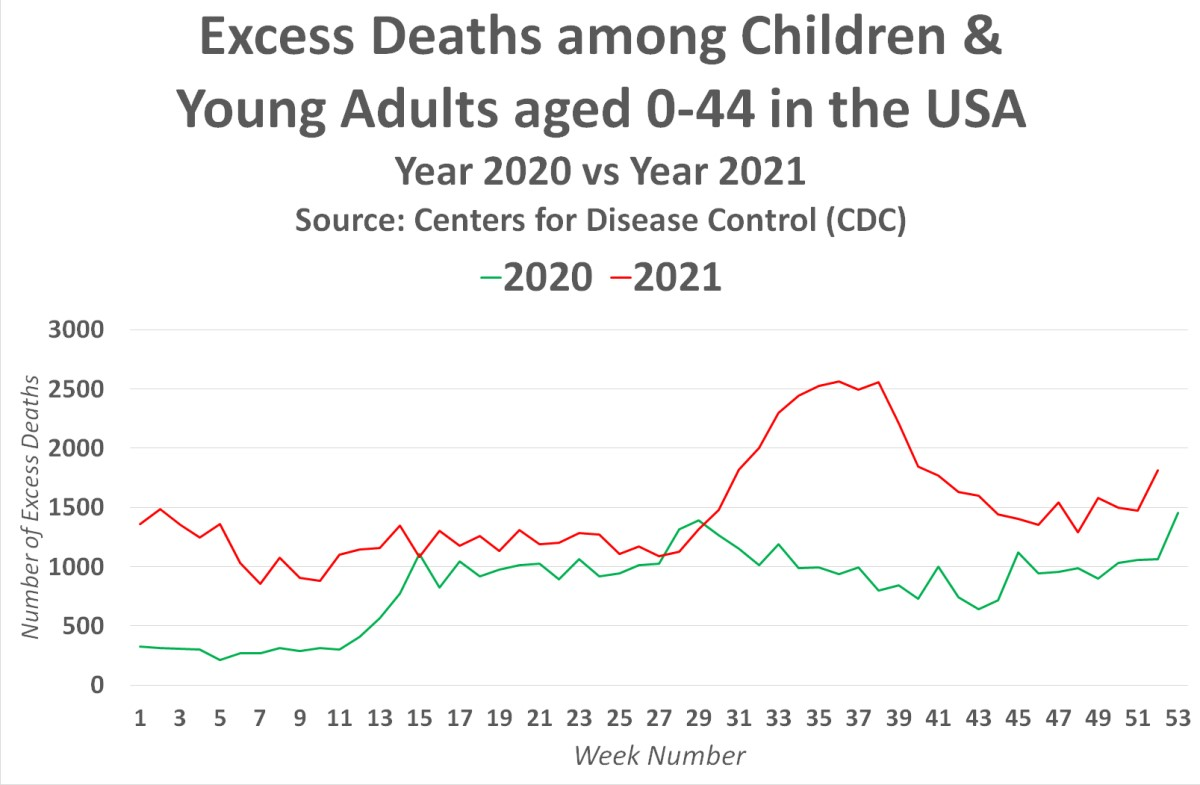 Excess Deaths among Children &
Young Adults aged 0-44 in the USA
Year 2020 vs Year 2021
Source: Centers for Disease Control (CDC)
2020 2021
Number of Excess Deaths
3000
2500
2000
1500
1000
500
0
1 3 5 7 9 11 13 15 17 19 21 23 25 27 29 31 33 35 37 39 41 43 45 47 49 51 53
Week Number